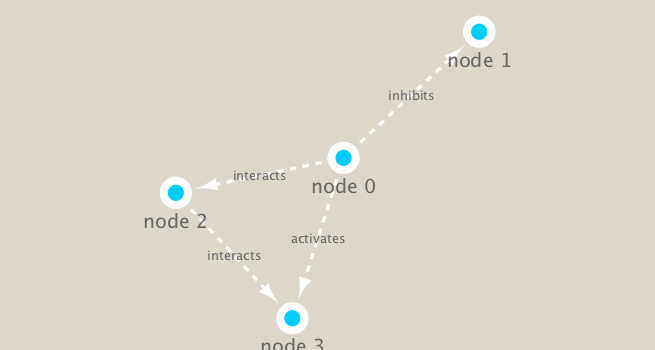 node 1
inhibits
interacts
node 0
node 2
activates
interacts
node 3